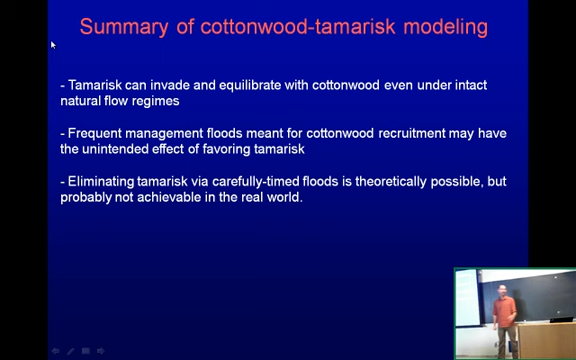 Summary of cottonwood-tamarisk modeling
- Tamarisk can invade and equilibrate with cottonwood even under intact
natural flow regimes
- Frequent management floods meant for cottonwood recruitment may have
the unintended effect of favoring tamarisk
- Eliminating tamarisk via carefully-timed floods is theoretically possible, but
probably not achievable in the real world.